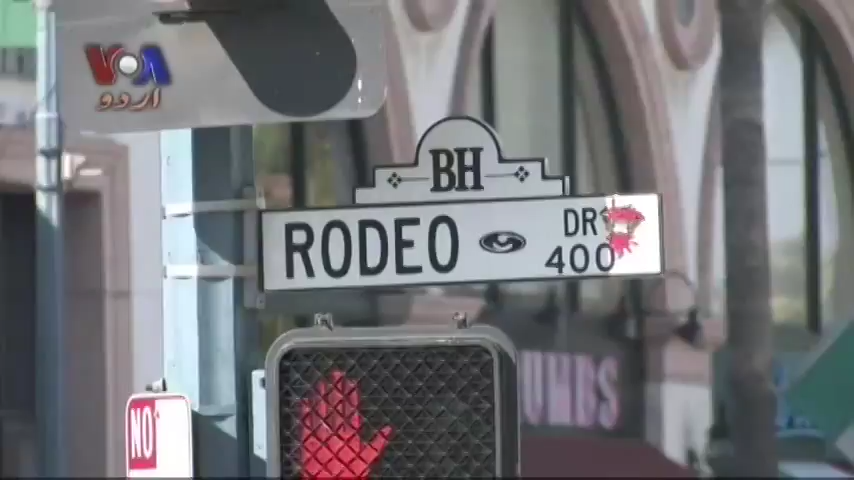 VOA
اردو
BH
RODEO DR
400
NO
UMBS